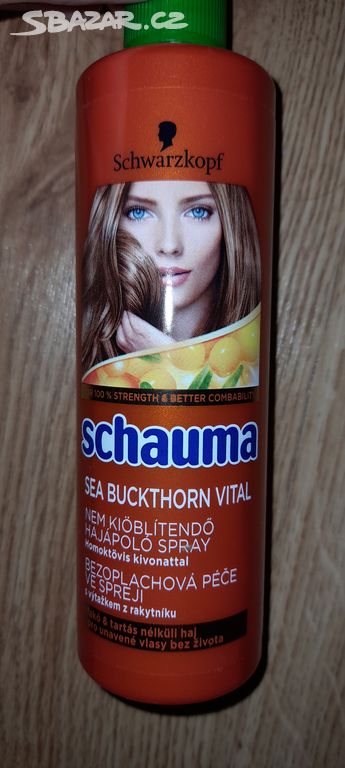 SBAZAR.CZ
Schwarzkopf
100 % STRENGTH & BETTER COMBABILITY
schauma
SEA BUCKTHORN VITAL
NEM KIÖBLÍTENDŐ
HAJÁPOLÓ SPRAY
Homoktövis kivonattal
BEZOPLACHOVÁ PÉČE
VE SPREJI
s výtažkem z rakytníku
& tartás nélküli haj
pro unavené vlasy bez života